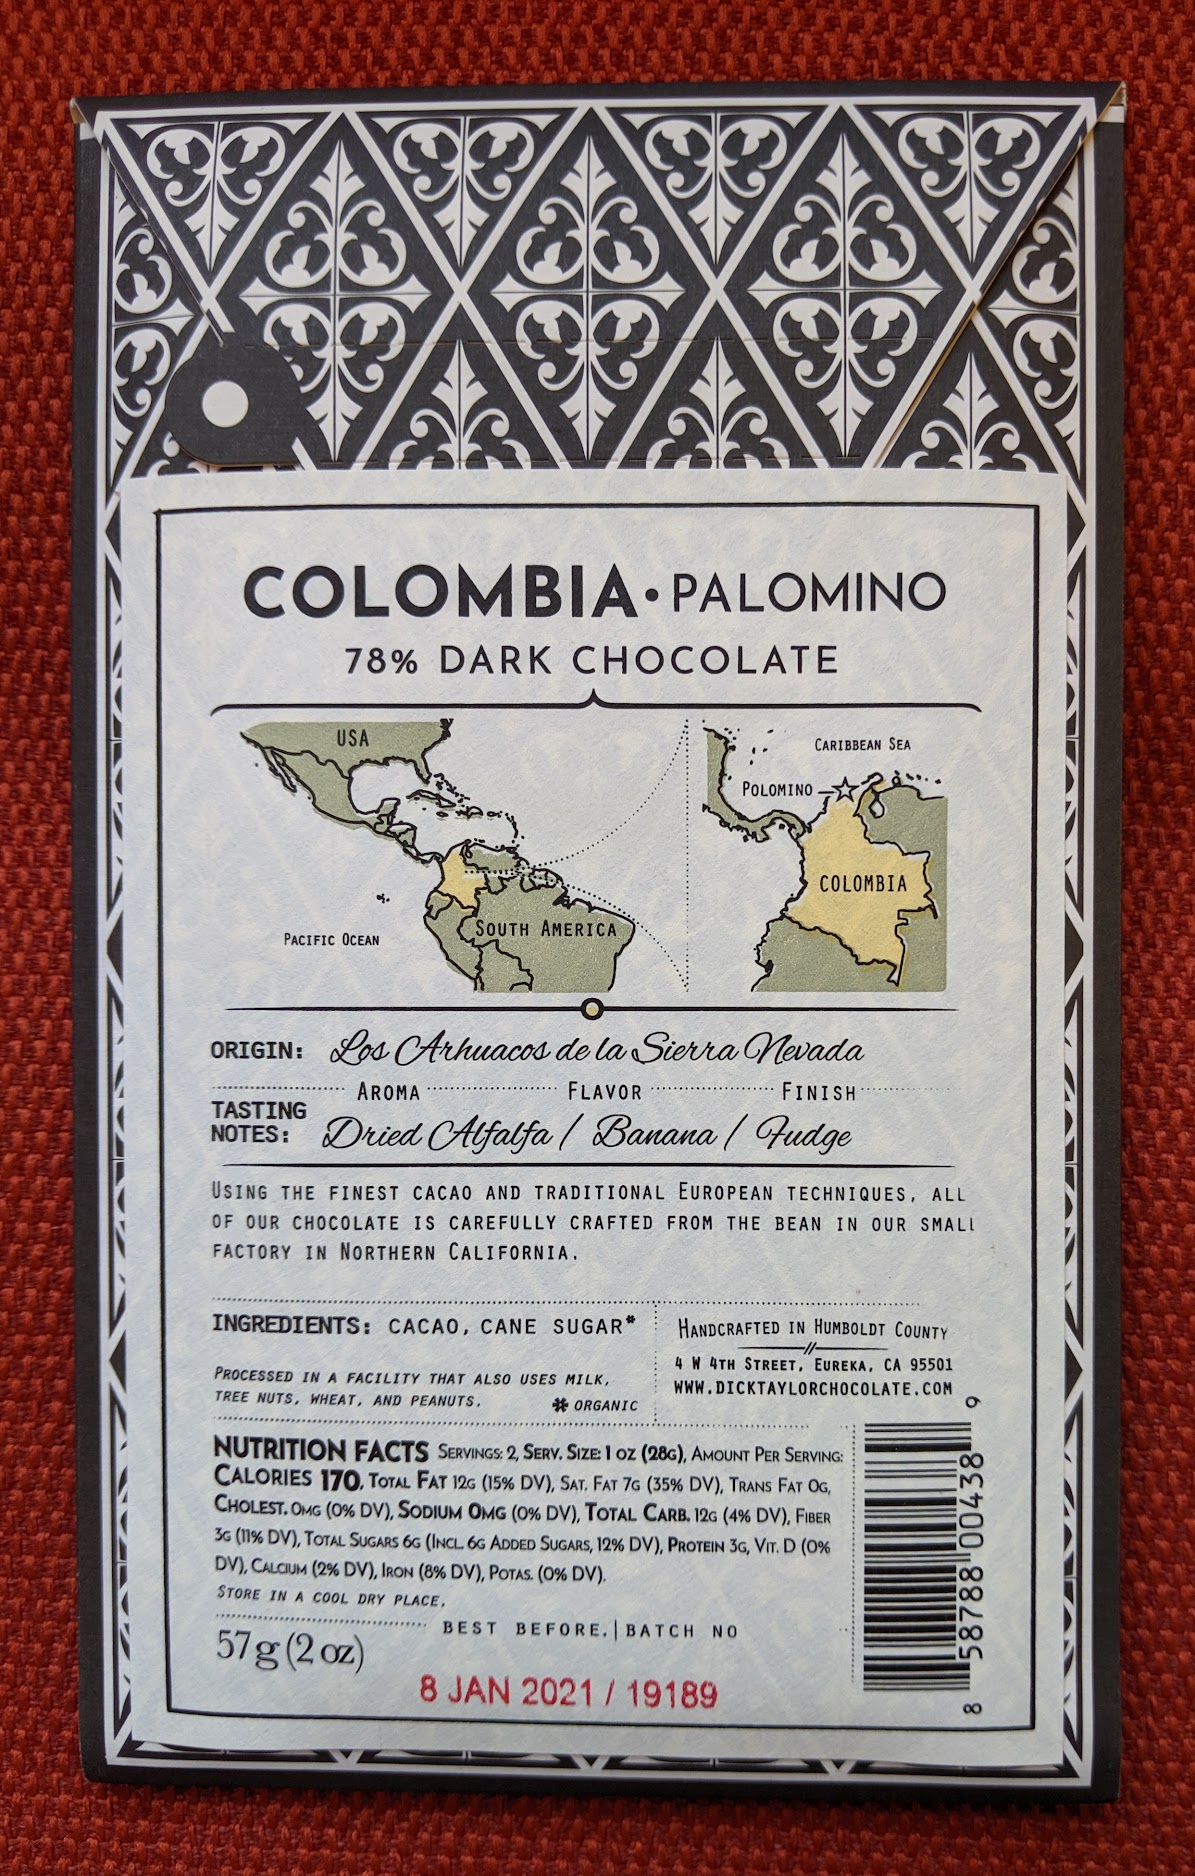 COLOMBIA • PALOMINO
78% DARK CHOCOLATE
USA
SOUTH AMERICA
PACIFIC OCEAN
CARIBBEAN SEA
POLOMINO
COLOMBIA
ORIGIN: Los Arhuacos de la Sierra Nevada
AROMA FLAVOR FINISH
TASTING
NOTES: Dried Alfalfa / Banana / Fudge
USING THE FINEST CACAO AND TRADITIONAL EUROPEAN TECHNIQUES, ALL
OF OUR CHOCOLATE IS CAREFULLY CRAFTED FROM THE BEAN IN OUR SMALL
FACTORY IN NORTHERN CALIFORNIA.
INGREDIENTS: CACAO, CANE SUGAR*
PROCESSED IN A FACILITY THAT ALSO USES MILK,
TREE NUTS, WHEAT, AND PEANUTS. * ORGANIC
HANDCRAFTED IN HUMBOLDT COUNTY
4 W 4TH STREET, EUREKA, CA 95501
WWW.DICKTAYLORCHOCOLATE.COM
NUTRITION FACTS SERVINGS: 2, SERV. SIZE: 1 OZ (28G), AMOUNT PER SERVING:
CALORIES 170, TOTAL FAT 12G (15% DV), SAT. FAT 7G (35% DV), TRANS FAT 0G,
CHOLEST. 0MG (0% DV), SODIUM 0MG (0% DV), TOTAL CARB. 12G (4% DV), FIBER
3G (11% DV), TOTAL SUGARS 6G (INCL. 6G ADDED SUGARS, 12% DV), PROTEIN 3G, VIT. D (0%
DV), CALCIUM (2% DV), IRON (8% DV), POTAS. (0% DV).
STORE IN A COOL DRY PLACE.
57g (2 oz)
BEST BEFORE. | BATCH NO
8 JAN 2021 / 19189
8 58788 00438 9